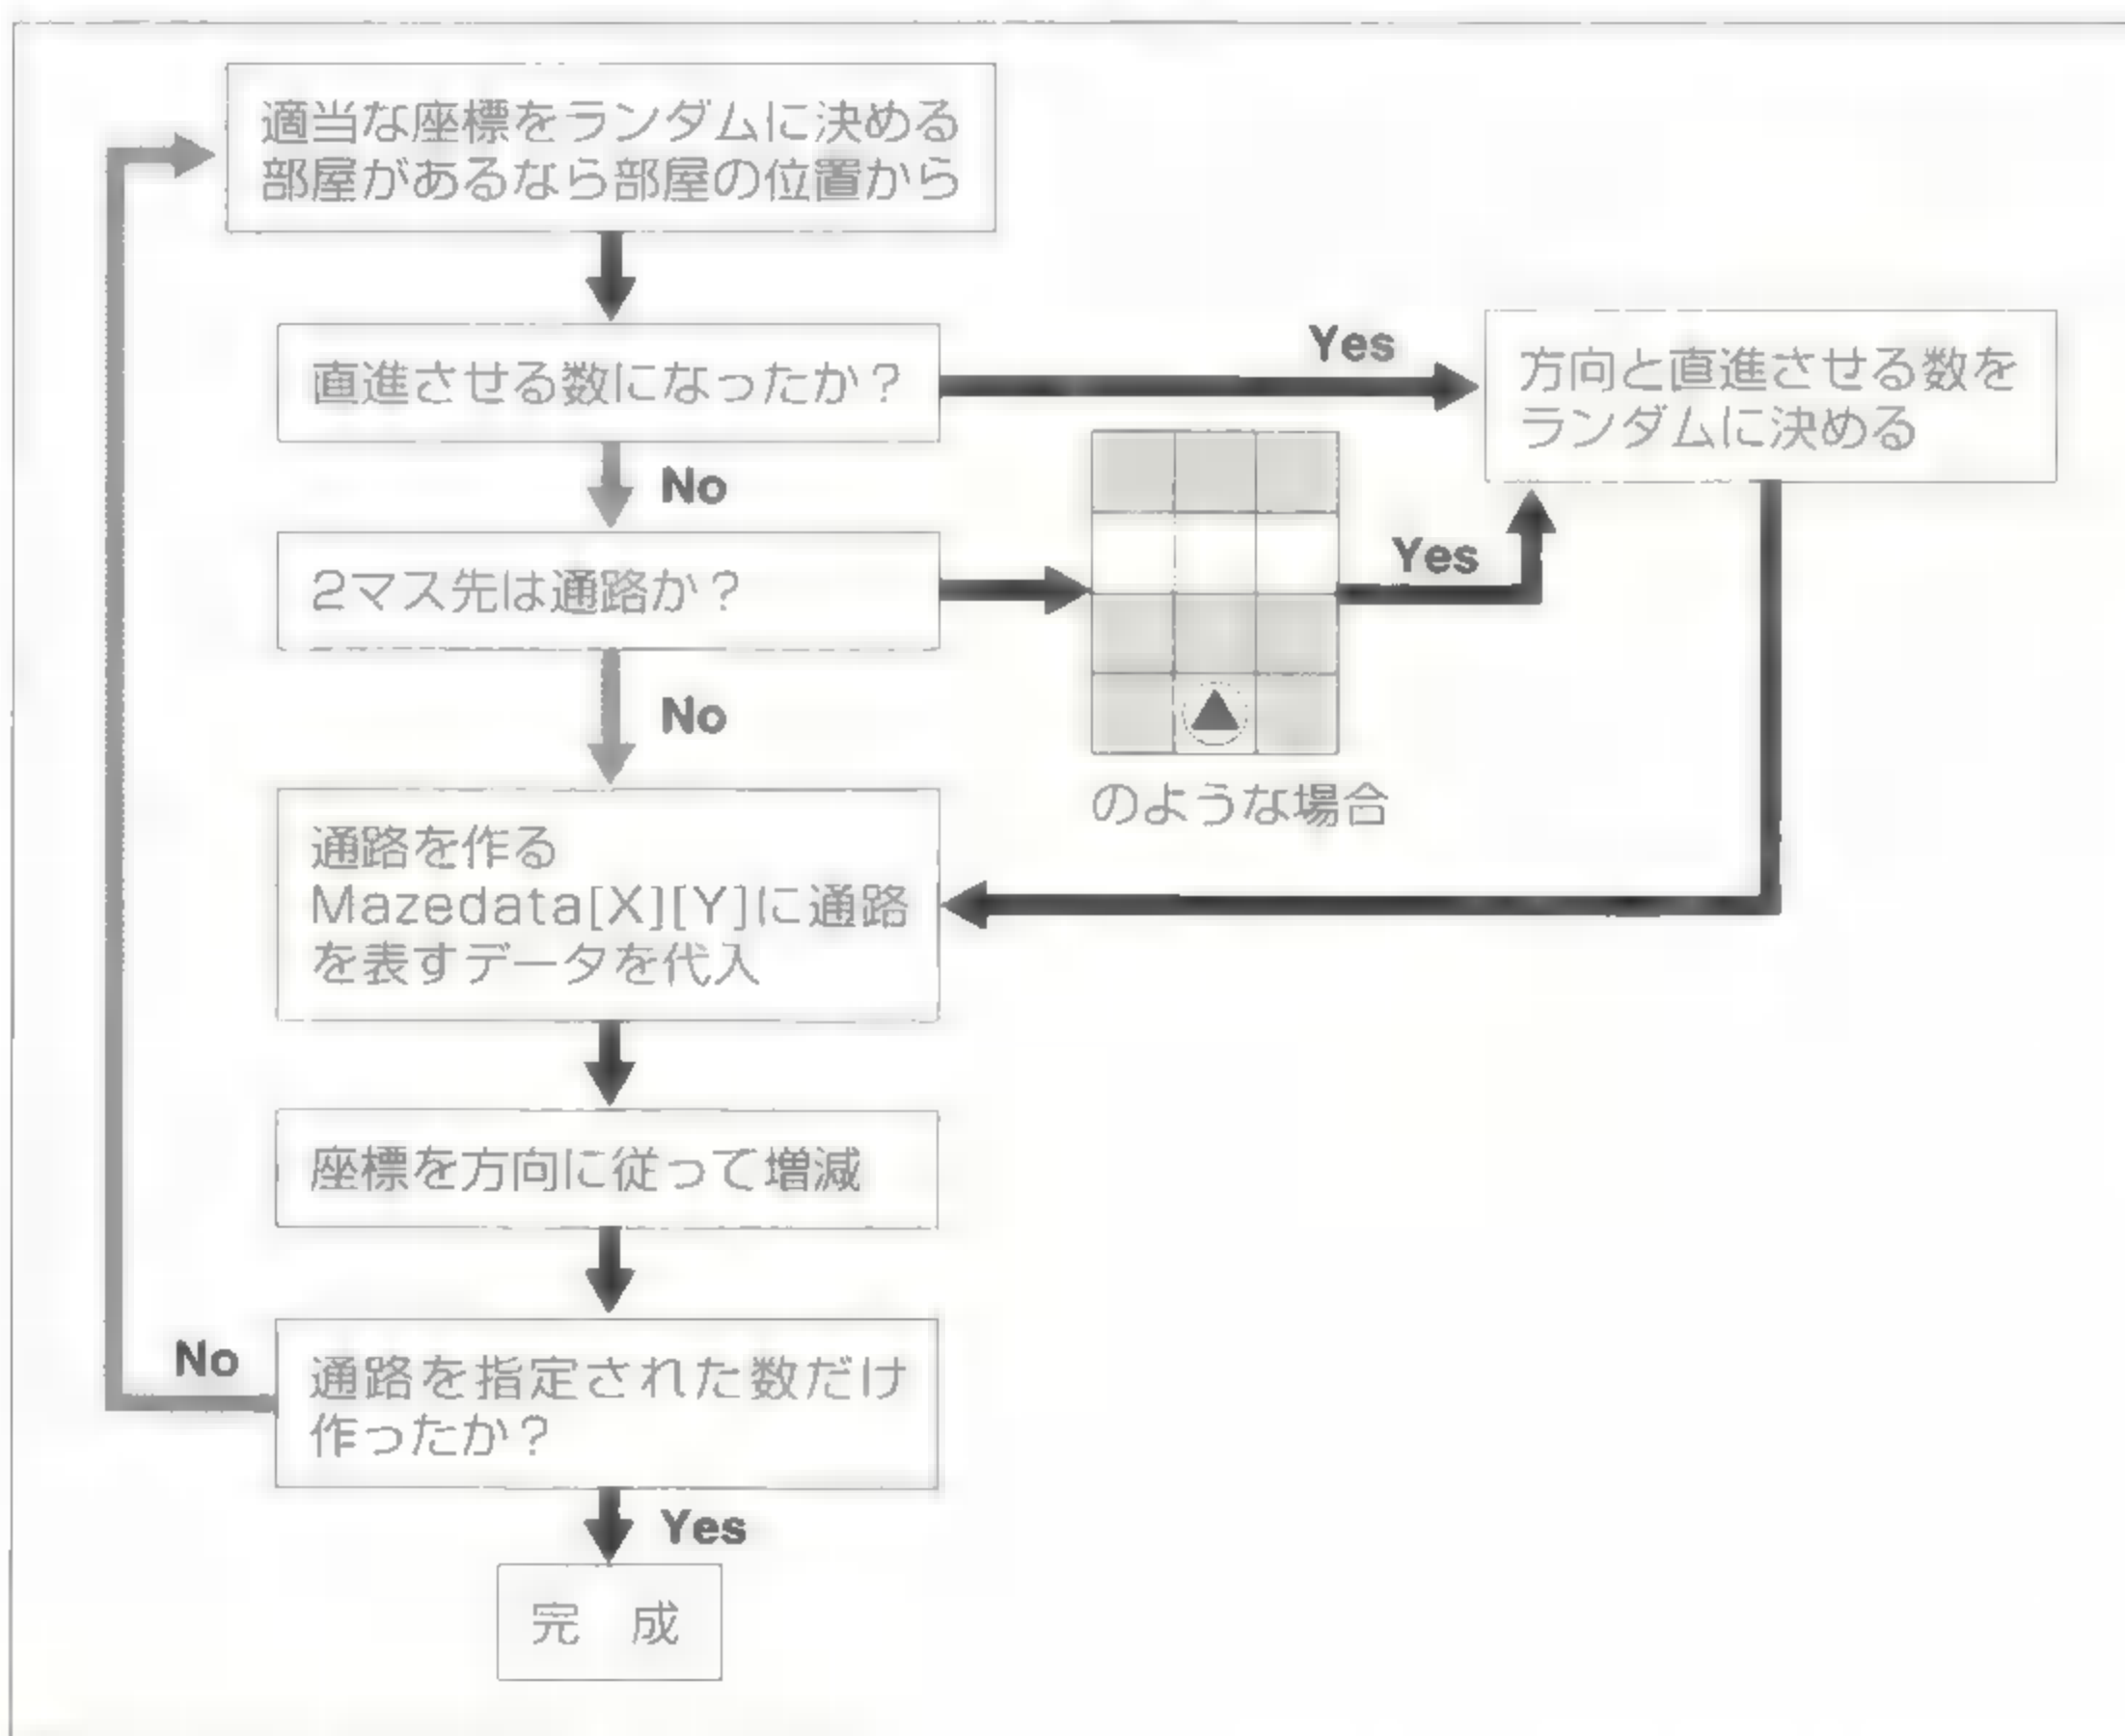 適当な座標をランダムに決める
部屋があるなら部屋の位置から
直進させる数になったか？
Yes
方向と直進させる数を
ランダムに決める
No
2マス先は通路か？
Yes
No
のような場合
通路を作る
Mazedata[X][Y]に通路
を表すデータを代入
座標を方向に従って増減
No
通路を指定された数だけ
作ったか？
Yes
完　成